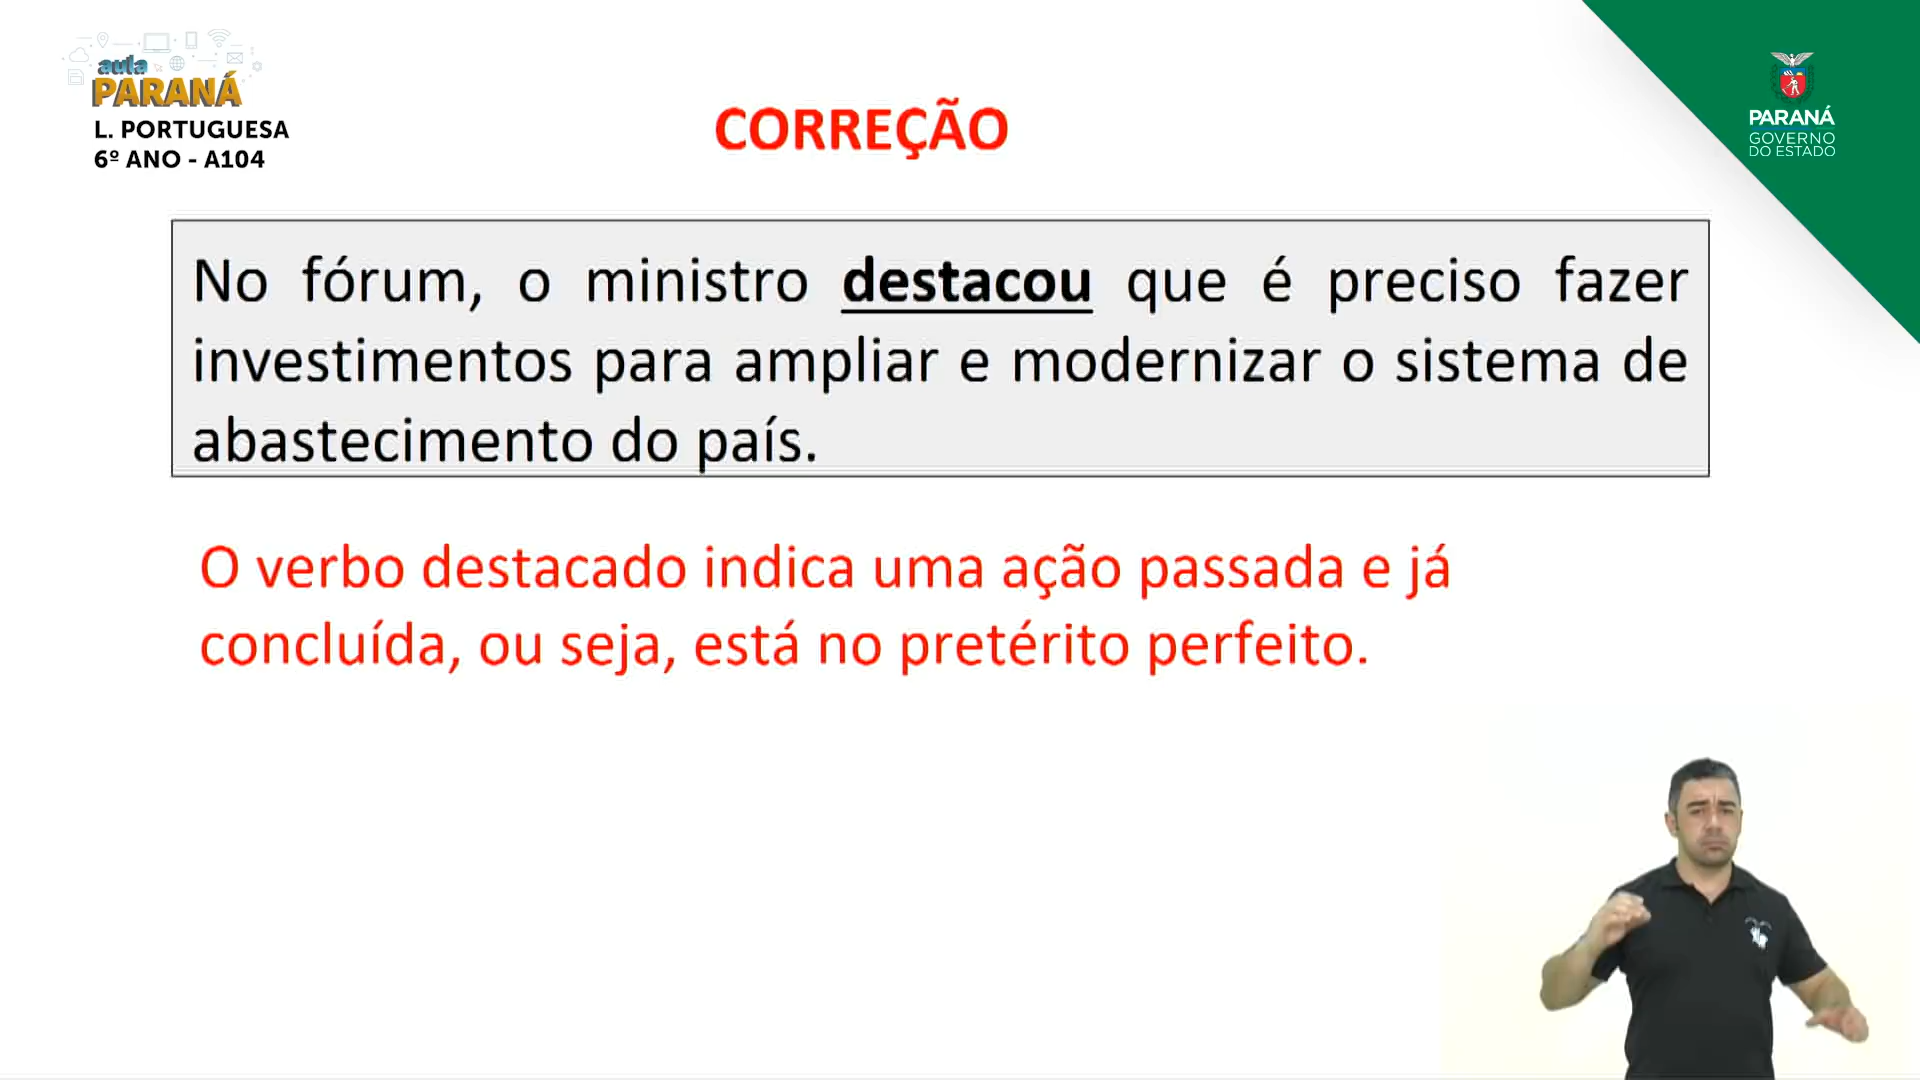 aula
PARANÁ
L. PORTUGUESA
6º ANO - A104
CORREÇÃO
PARANÁ
GOVERNO
DO ESTADO
No fórum, o ministro destacou que é preciso fazer
investimentos para ampliar e modernizar o sistema de
abastecimento do país.
O verbo destacado indica uma ação passada e já
concluída, ou seja, está no pretérito perfeito.